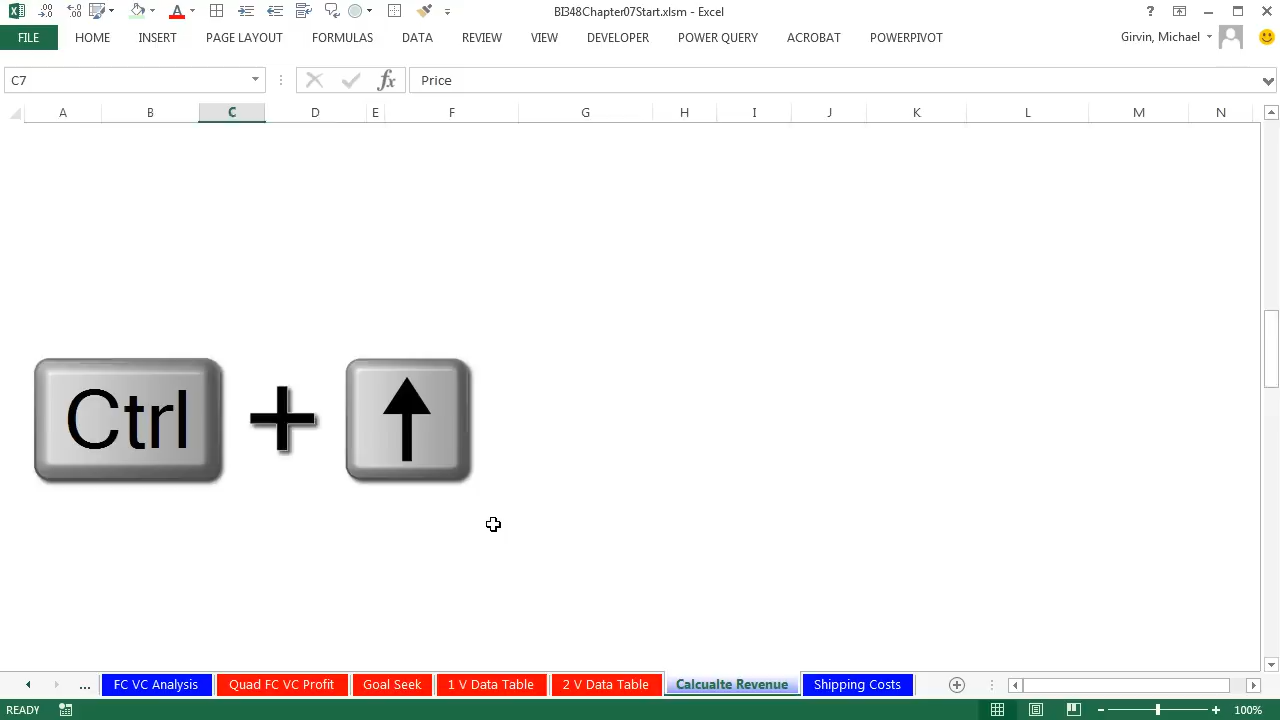 BI348Chapter07Start.xlsm - Excel
?
FILE HOME INSERT PAGE LAYOUT FORMULAS DATA REVIEW VIEW DEVELOPER POWER QUERY ACROBAT POWERPIVOT Girvin, Michael
C7 fx Price
A B C D E F G H I J K L M N
Ctrl +
... FC VC Analysis Quad FC VC Profit Goal Seek 1 V Data Table 2 V Data Table Calcualte Revenue Shipping Costs
READY 100%